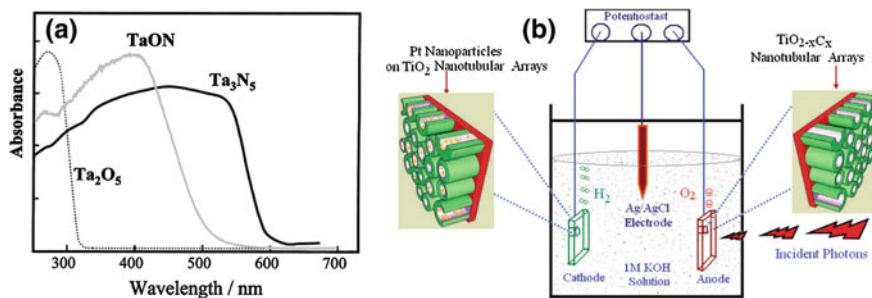 (a)
TaON
Ta3N5
Ta2O5
Absorbance
300 400 500 600 700
Wavelength / nm
(b)
Potentiostast
Pt Nanoparticles
on TiO2 Nanotubular Arrays
TiO2-xCx
Nanotubular Arrays
H2
O2
Ag/AgCl
Electrode
Cathode
1M KOH
Solution
Anode
Incident Photons